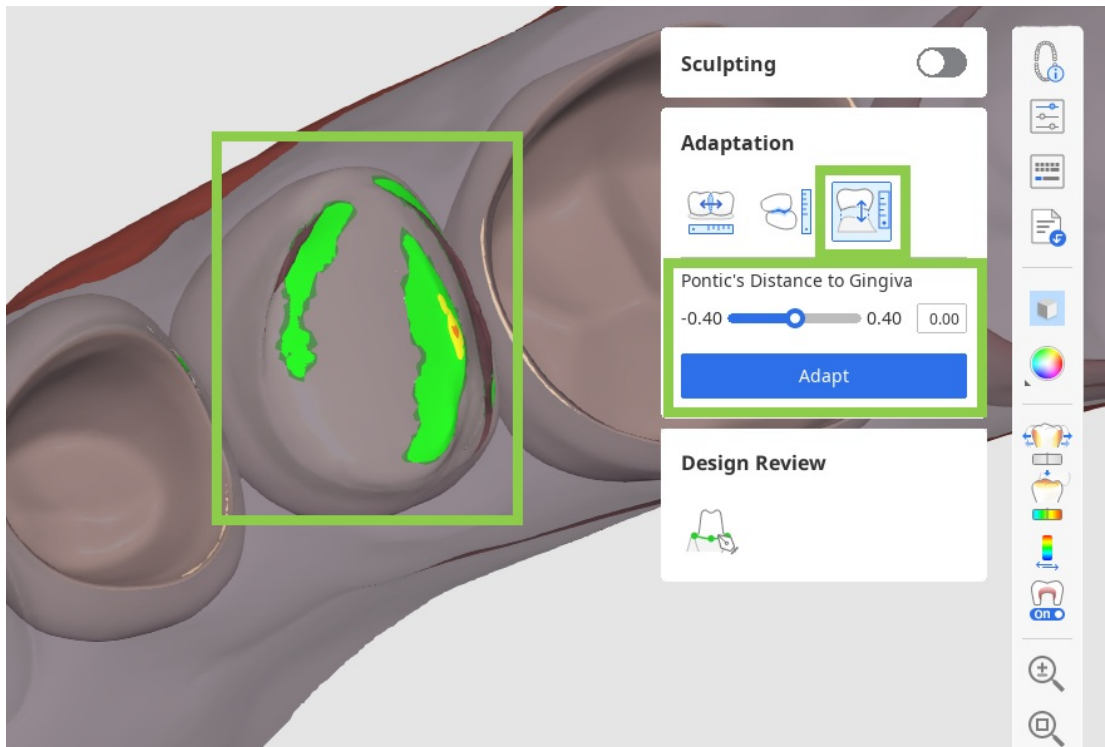 Sculpting
Adaptation
Pontic's Distance to Gingiva
-0.40 0.40 0.00
Adapt
Design Review
On